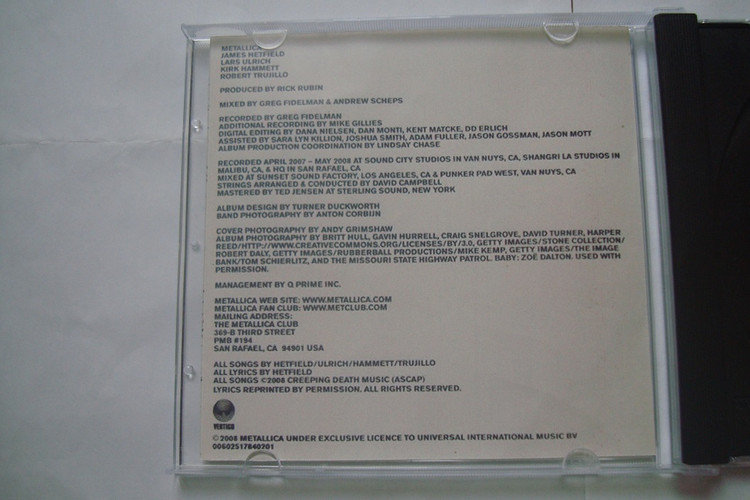 METALLICA
JAMES HETFIELD
LARS ULRICH
KIRK HAMMETT
ROBERT TRUJILLO
PRODUCED BY RICK RUBIN
MIXED BY GREG FIDELMAN & ANDREW SCHEPS
RECORDED BY GREG FIDELMAN
ADDITIONAL RECORDING BY MIKE GILLIES
DIGITAL EDITING BY DANA NIELSEN, DAN MONTI, KENT MATCKE, DD ERLICH
ASSISTED BY SARA LYN KILLION, JOSHUA SMITH, ADAM FULLER, JASON GOSSMAN, JASON MOTT
ALBUM PRODUCTION COORDINATION BY LINDSAY CHASE
RECORDED APRIL 2007 – MAY 2008 AT SOUND CITY STUDIOS IN VAN NUYS, CA, SHANGRI LA STUDIOS IN
MALIBU, CA, & HQ IN SAN RAFAEL, CA
MIXED AT SUNSET SOUND FACTORY, LOS ANGELES, CA & PUNKER PAD WEST, VAN NUYS, CA
STRINGS ARRANGED & CONDUCTED BY DAVID CAMPBELL
MASTERED BY TED JENSEN AT STERLING SOUND, NEW YORK
ALBUM DESIGN BY TURNER DUCKWORTH
BAND PHOTOGRAPHY BY ANTON CORBIJN
COVER PHOTOGRAPHY BY ANDY GRIMSHAW
ALBUM PHOTOGRAPHY BY BRITT HULL, GAVIN HURRELL, CRAIG SNELGROVE, DAVID TURNER, HARPER
REED/HTTP://WWW.CREATIVECOMMONS.ORG/LICENSES/BY/3.0, GETTY IMAGES/STONE COLLECTION/
ROBERT DALY, GETTY IMAGES/RUBBERBALL PRODUCTIONS/MIKE KEMP, GETTY IMAGES/THE IMAGE
BANK/TOM SCHIERLITZ, AND THE MISSOURI STATE HIGHWAY PATROL. BABY: ZOË DALTON. USED WITH
PERMISSION.
MANAGEMENT BY Q PRIME INC.
METALLICA WEB SITE: WWW.METALLICA.COM
METALLICA FAN CLUB: WWW.METCLUB.COM
MAILING ADDRESS:
THE METALLICA CLUB
369-B THIRD STREET
PMB #194
SAN RAFAEL, CA 94901 USA
ALL SONGS BY HETFIELD/ULRICH/HAMMETT/TRUJILLO
ALL LYRICS BY HETFIELD
ALL SONGS ©2008 CREEPING DEATH MUSIC (ASCAP)
LYRICS REPRINTED BY PERMISSION. ALL RIGHTS RESERVED.
VERTIGO
©2008 METALLICA UNDER EXCLUSIVE LICENCE TO UNIVERSAL INTERNATIONAL MUSIC BV
00602517840701